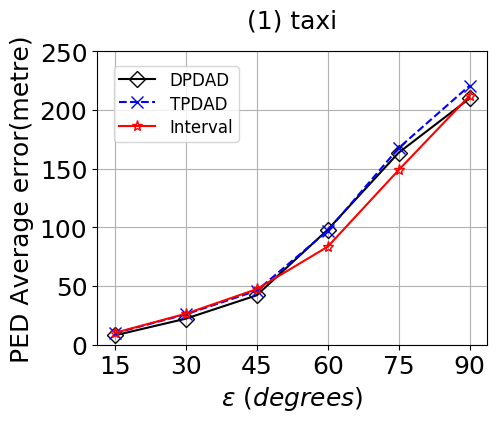 (1) taxi
PED Average error(metre)
250
200
150
100
50
0
DPDAD
TPDAD
Interval
15 30 45 60 75 90
ε (degrees)